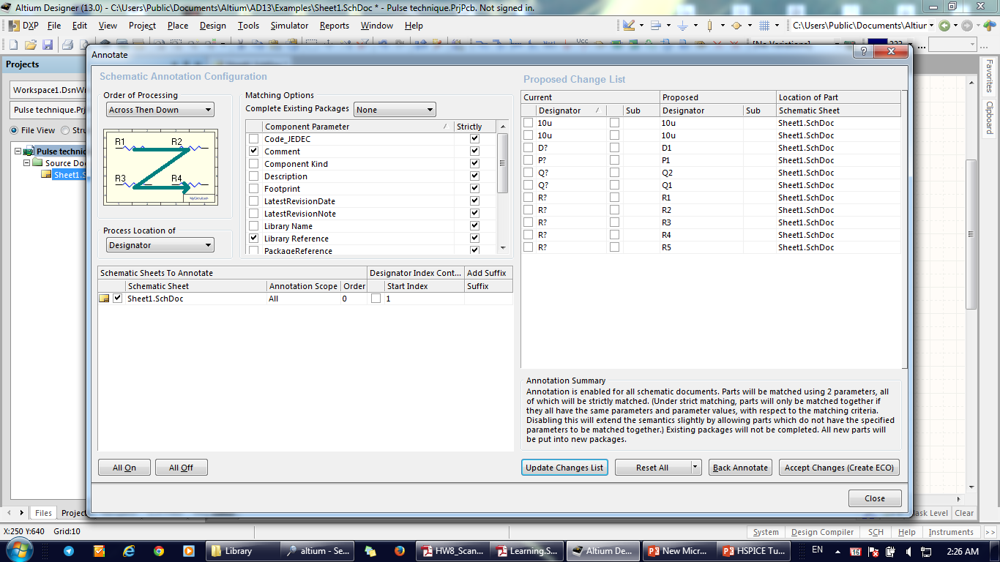 Altium Designer (13.0) - C:\Users\Public\Documents\Altium\AD13\Examples\Sheet1.SchDoc * - Pulse technique.PrjPcb. Not signed in.
DXP File Edit View Project Place Design Tools Simulator Reports Window Help C:\Users\Public\Documents\Altiur
Annotate
Projects
Workspace1.DsnWr
Pulse technique.Prj
File View Stru
Pulse techniq
Source Doc
Sheet1.S
Schematic Annotation Configuration
Order of Processing
Across Then Down
R1 R2
R3 R4
Process Location of
Designator
Matching Options
Complete Existing Packages None
Component Parameter Strictly
Code_JEDEC
Comment
Component Kind
Description
Footprint
LatestRevisionDate
LatestRevisionNote
Library Name
Library Reference
PackageReference
Schematic Sheets To Annotate Designator Index Cont... Add Suffix
Schematic Sheet Annotation Scope Order Start Index Suffix
Sheet1.SchDoc All 0 1
All On All Off
Proposed Change List
Current Proposed Location of Part
Designator Sub Designator Sub Schematic Sheet
10u 10u Sheet1.SchDoc
10u 10u Sheet1.SchDoc
D? D1 Sheet1.SchDoc
P? P1 Sheet1.SchDoc
Q? Q2 Sheet1.SchDoc
Q? Q1 Sheet1.SchDoc
R? R1 Sheet1.SchDoc
R? R2 Sheet1.SchDoc
R? R3 Sheet1.SchDoc
R? R4 Sheet1.SchDoc
R? R5 Sheet1.SchDoc
Annotation Summary
Annotation is enabled for all schematic documents. Parts will be matched using 2 parameters, all
of which will be strictly matched. (Under strict matching, parts will only be matched together if
they all have the same parameters and parameter values, with respect to the matching criteria.
Disabling this will extend the semantics slightly by allowing parts which do not have the specified
parameters to be matched together.) Existing packages will not be completed. All new parts will
be put into new packages.
Update Changes List Reset All Back Annotate Accept Changes (Create ECO)
Close
Favorites
Clipboard
Files Projec
Mask Level Clear
X:250 Y:640 Grid:10
System Design Compiler SCH Help Instruments >>
Library altium - Se... HW8_Scan... Learning.S... Altium De... New Micr... HSPICE Tu... EN 2:26 AM